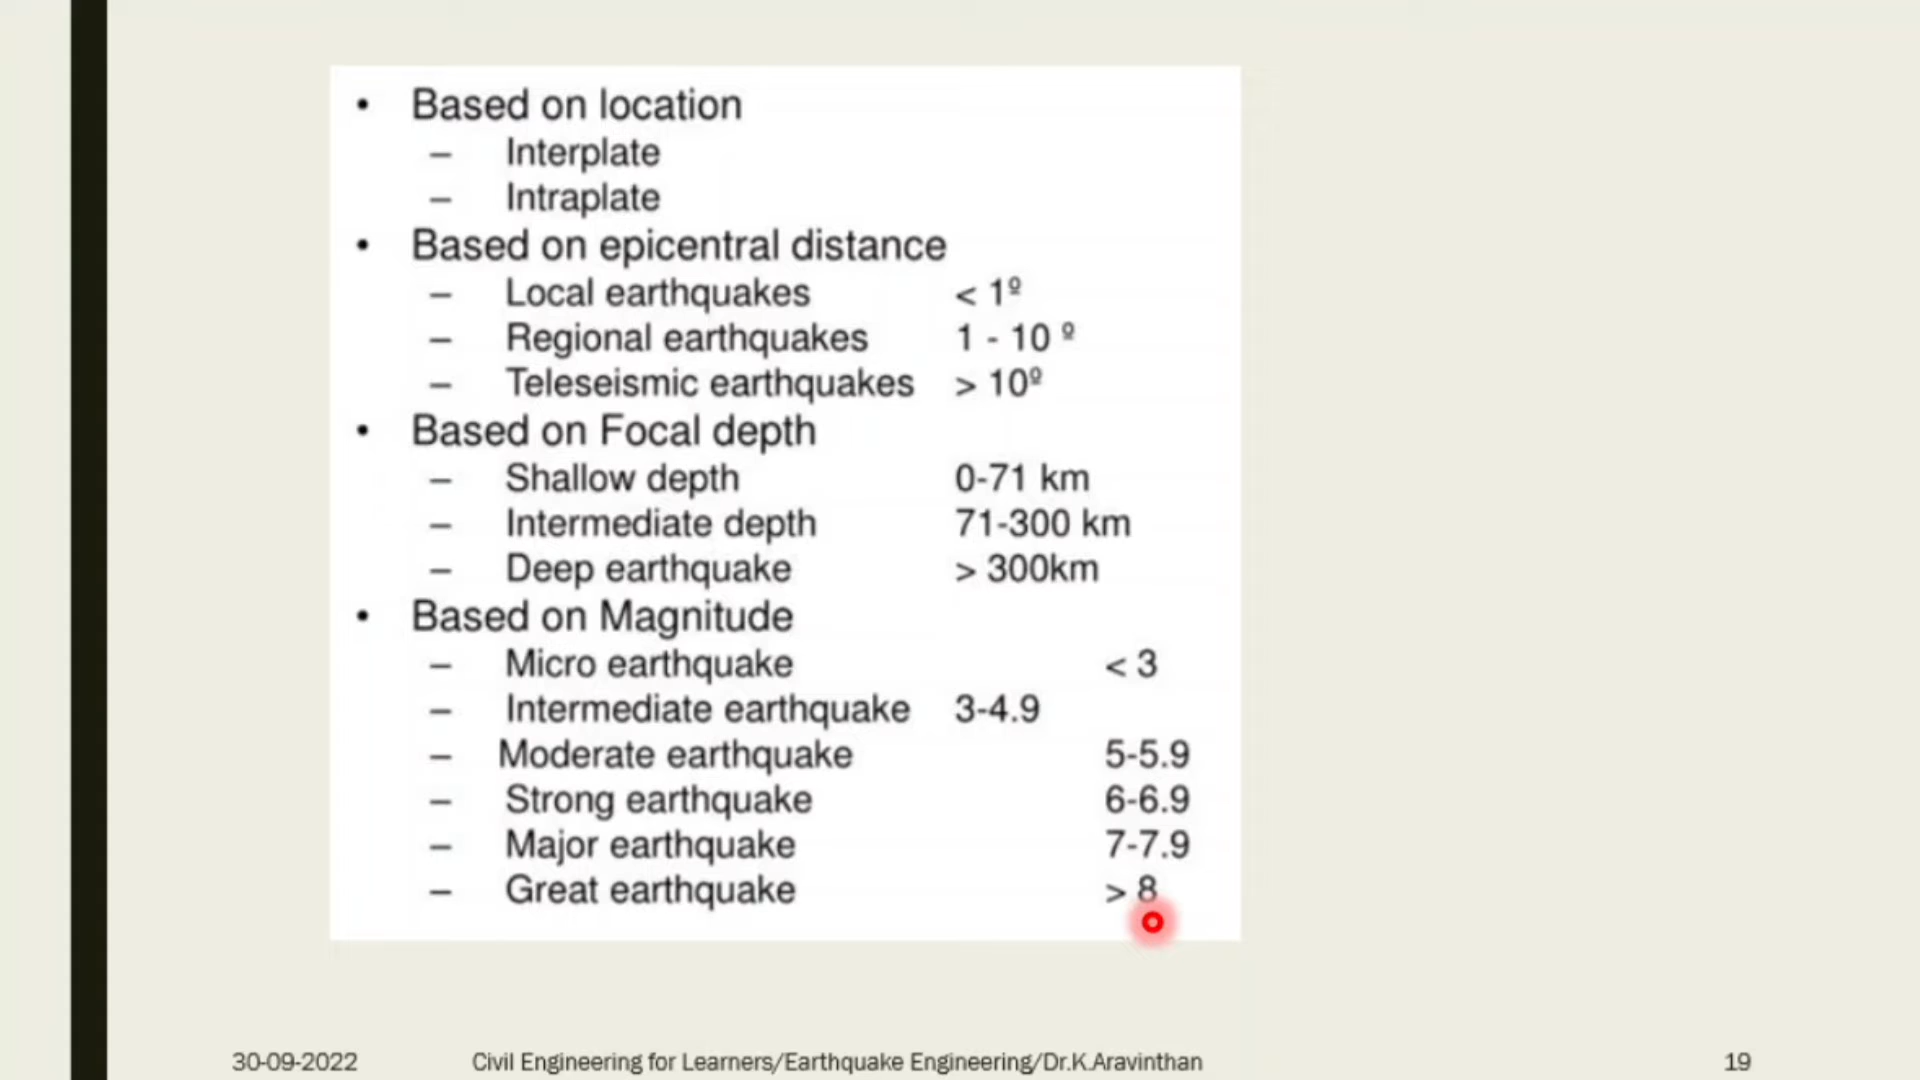 • Based on location
– Interplate
– Intraplate
• Based on epicentral distance
– Local earthquakes < 1º
– Regional earthquakes 1 - 10 º
– Teleseismic earthquakes > 10º
• Based on Focal depth
– Shallow depth 0-71 km
– Intermediate depth 71-300 km
– Deep earthquake > 300km
• Based on Magnitude
– Micro earthquake < 3
– Intermediate earthquake 3-4.9
– Moderate earthquake 5-5.9
– Strong earthquake 6-6.9
– Major earthquake 7-7.9
– Great earthquake > 8
30-09-2022 Civil Engineering for Learners/Earthquake Engineering/Dr.K.Aravinthan 19